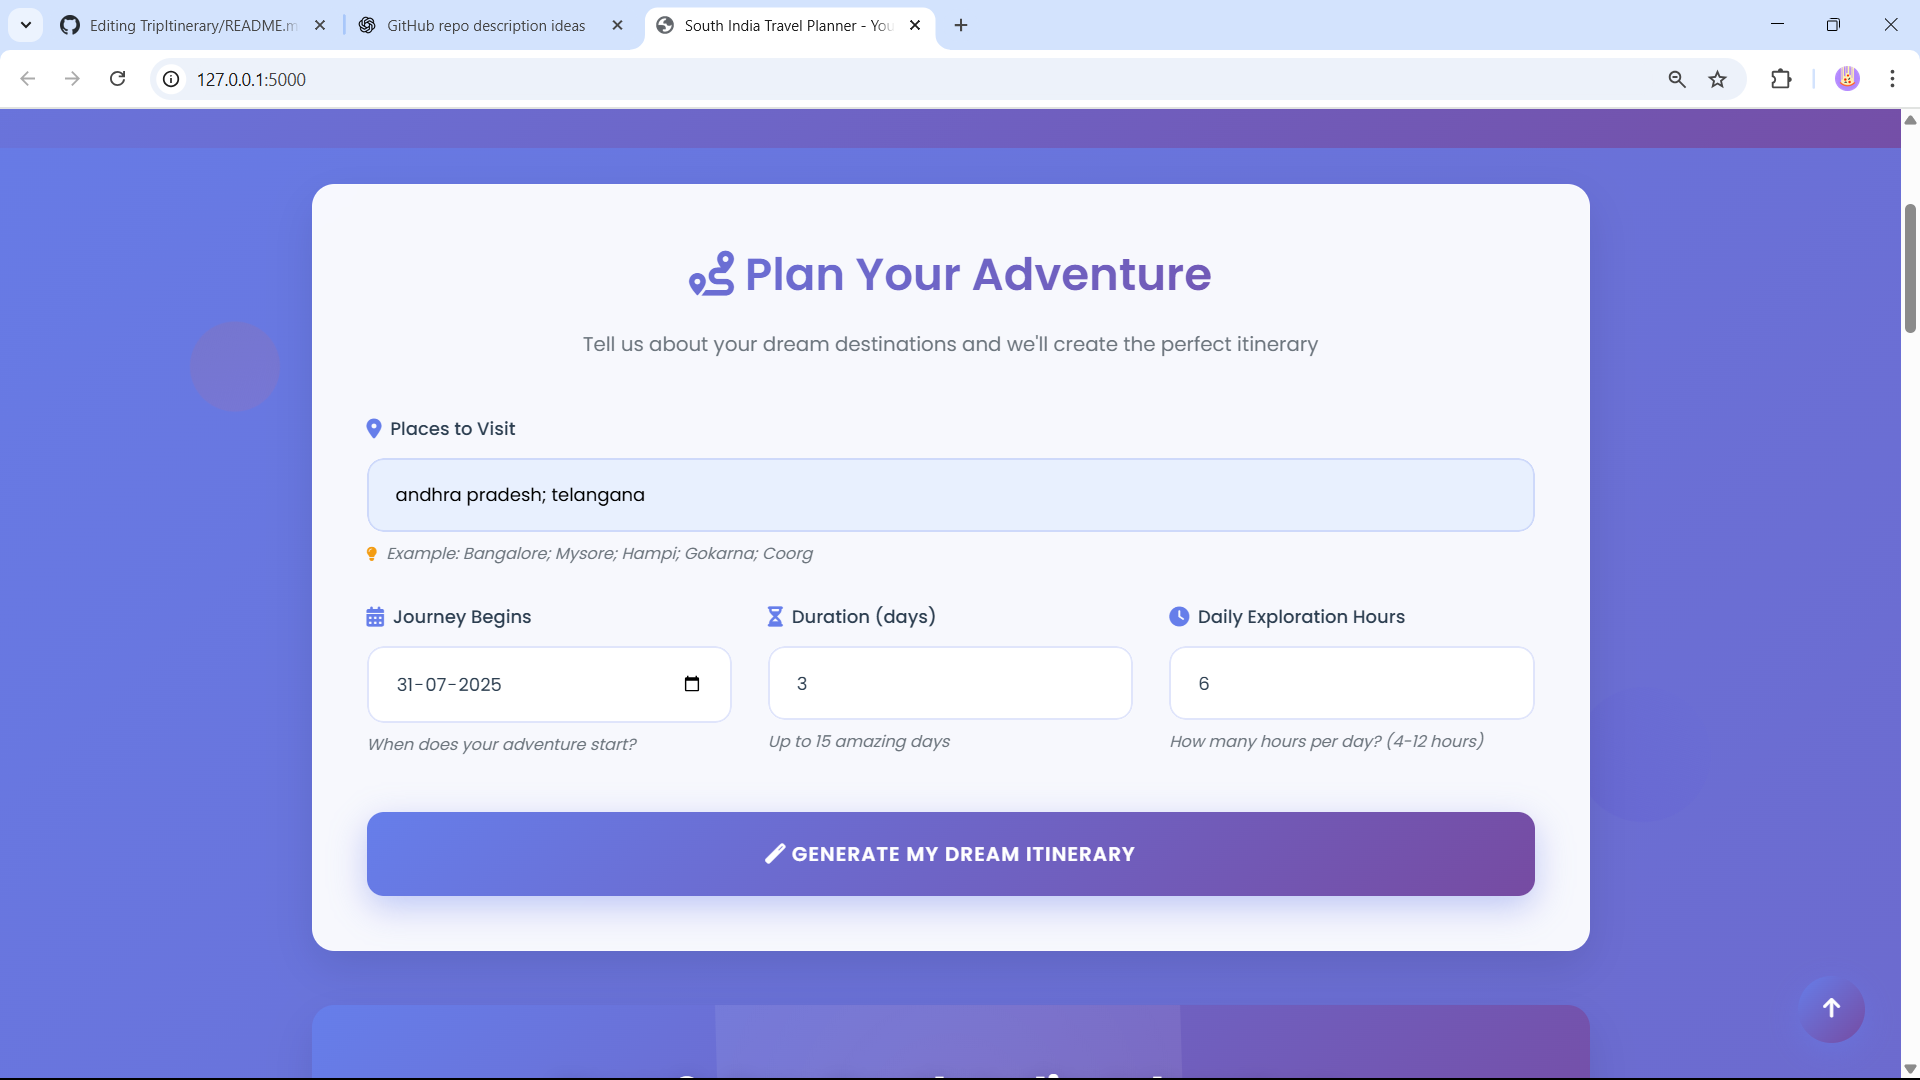 Editing TripItinerary/README.m
GitHub repo description ideas
South India Travel Planner - You
127.0.0.1:5000
Plan Your Adventure
Tell us about your dream destinations and we'll create the perfect itinerary
Places to Visit
andhra pradesh; telangana
Example: Bangalore; Mysore; Hampi; Gokarna; Coorg
Journey Begins
Duration (days)
Daily Exploration Hours
31-07-2025
3
6
When does your adventure start?
Up to 15 amazing days
How many hours per day? (4-12 hours)
GENERATE MY DREAM ITINERARY